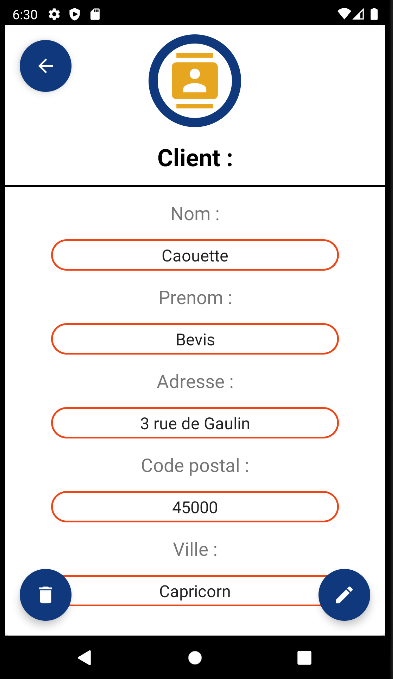 6:30
Client :
Nom :
Caouette
Prenom :
Bevis
Adresse :
3 rue de Gaulin
Code postal :
45000
Ville :
Capricorn